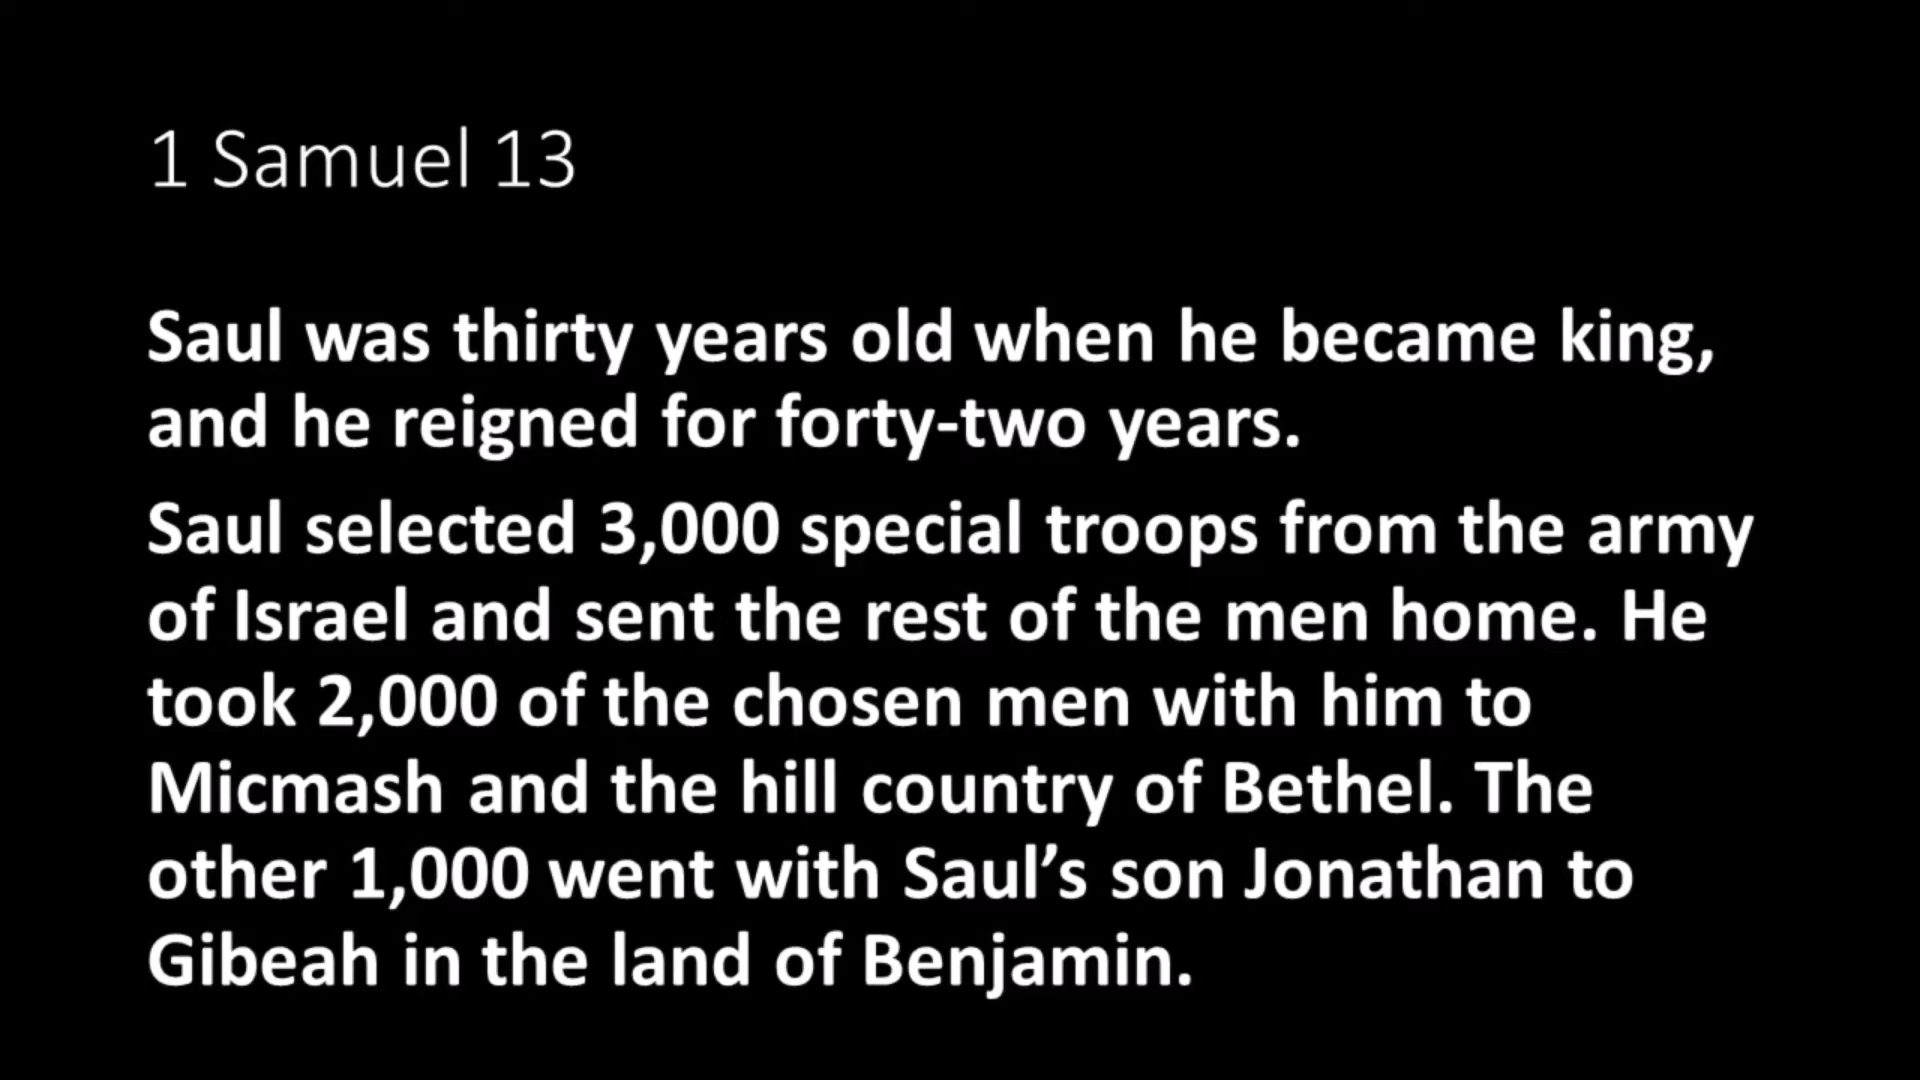 1 Samuel 13
Saul was thirty years old when he became king,
and he reigned for forty-two years.
Saul selected 3,000 special troops from the army
of Israel and sent the rest of the men home. He
took 2,000 of the chosen men with him to
Micmash and the hill country of Bethel. The
other 1,000 went with Saul’s son Jonathan to
Gibeah in the land of Benjamin.